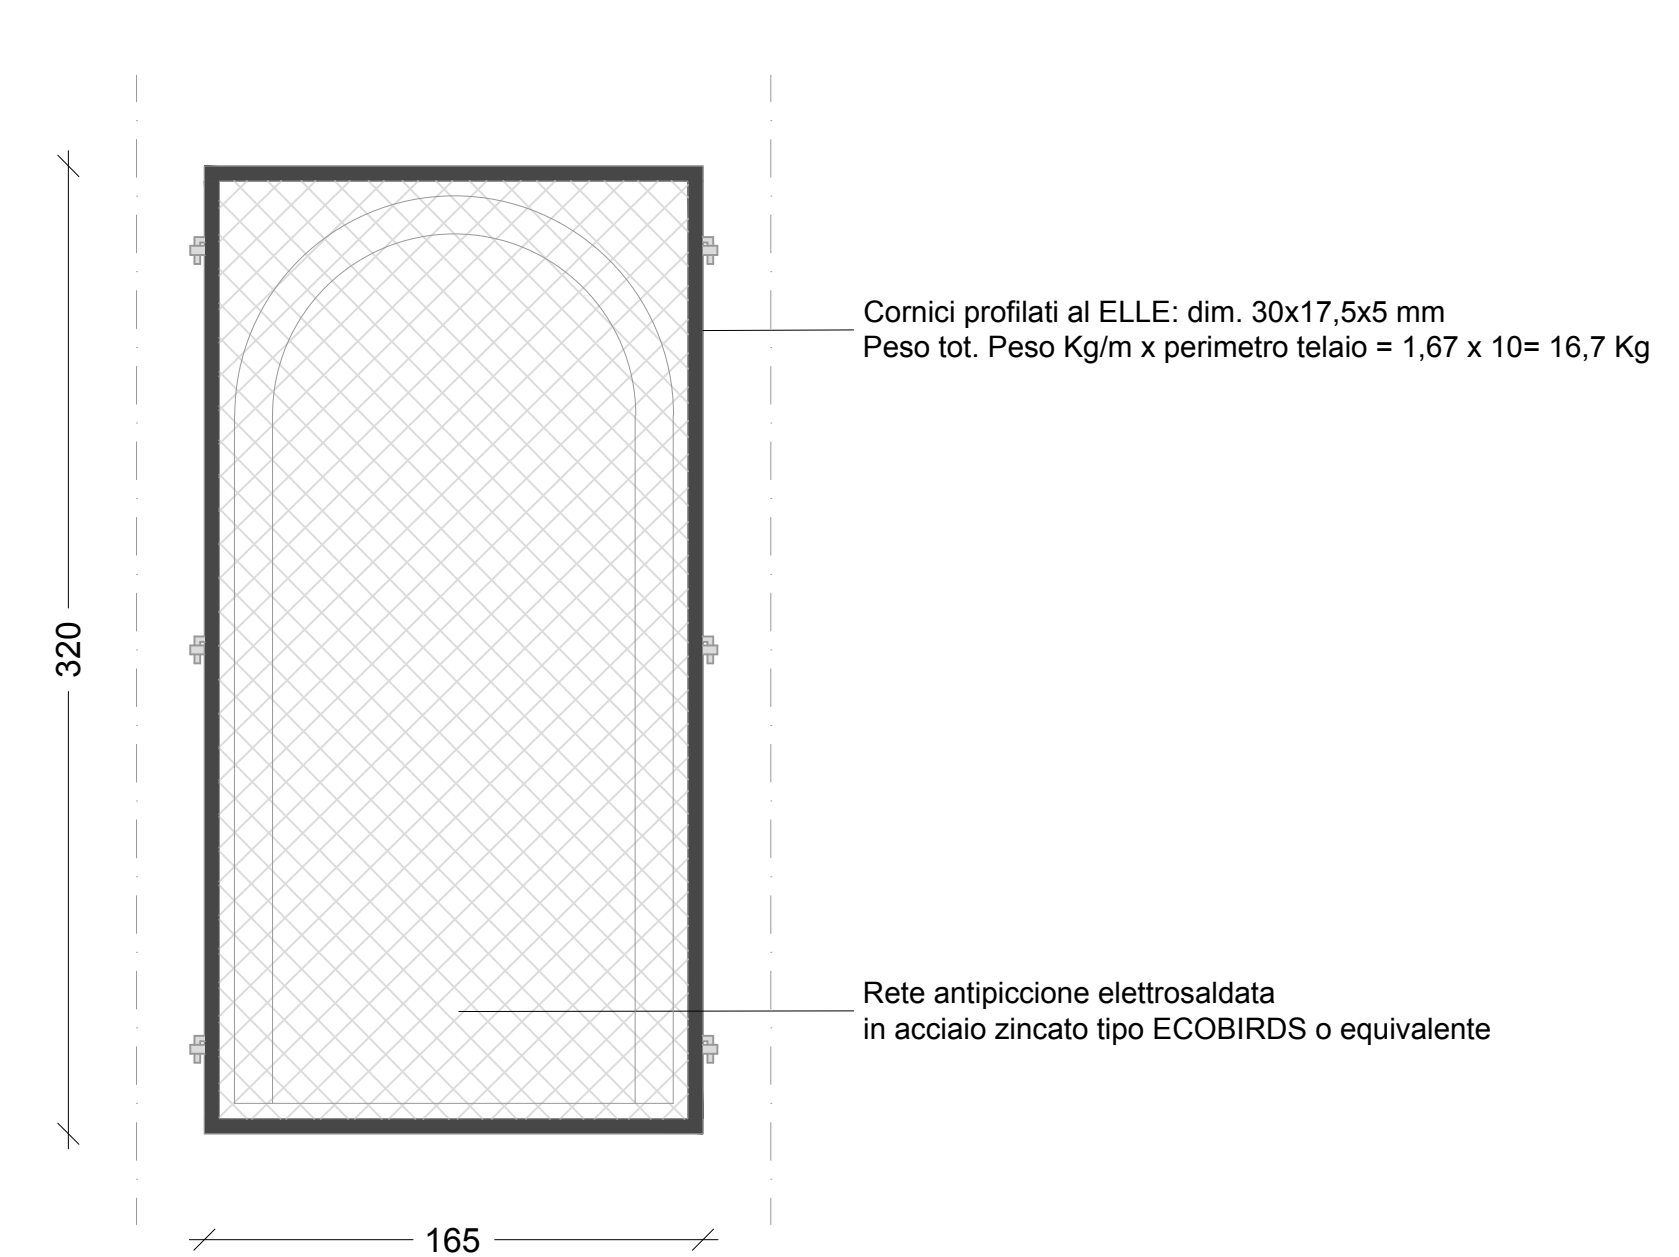 Cornici profilati al ELLE: dim. 30x17,5x5 mm
Peso tot. Peso Kg/m x perimetro telaio = 1,67 x 10= 16,7 Kg
320
Rete antipiccione elettrosaldata
in acciaio zincato tipo ECOBIRDS o equivalente
165